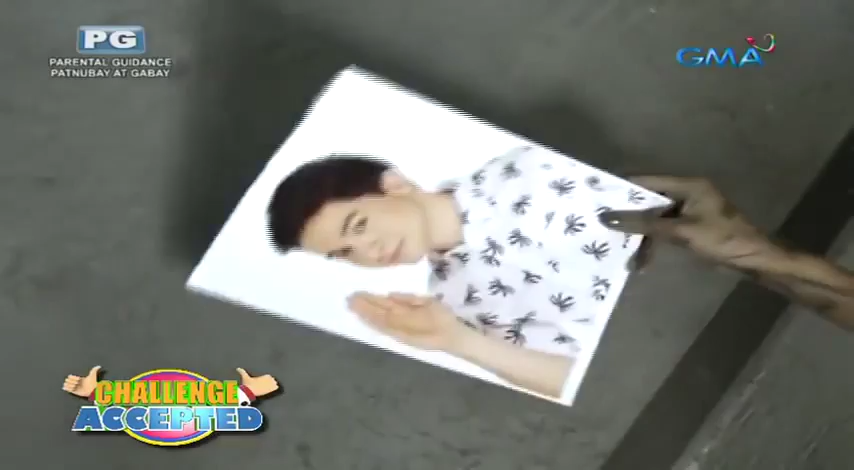 PG
PARENTAL GUIDANCE
PATNUBAY AT GABAY
GMA
CHALLENGE
ACCEPTED